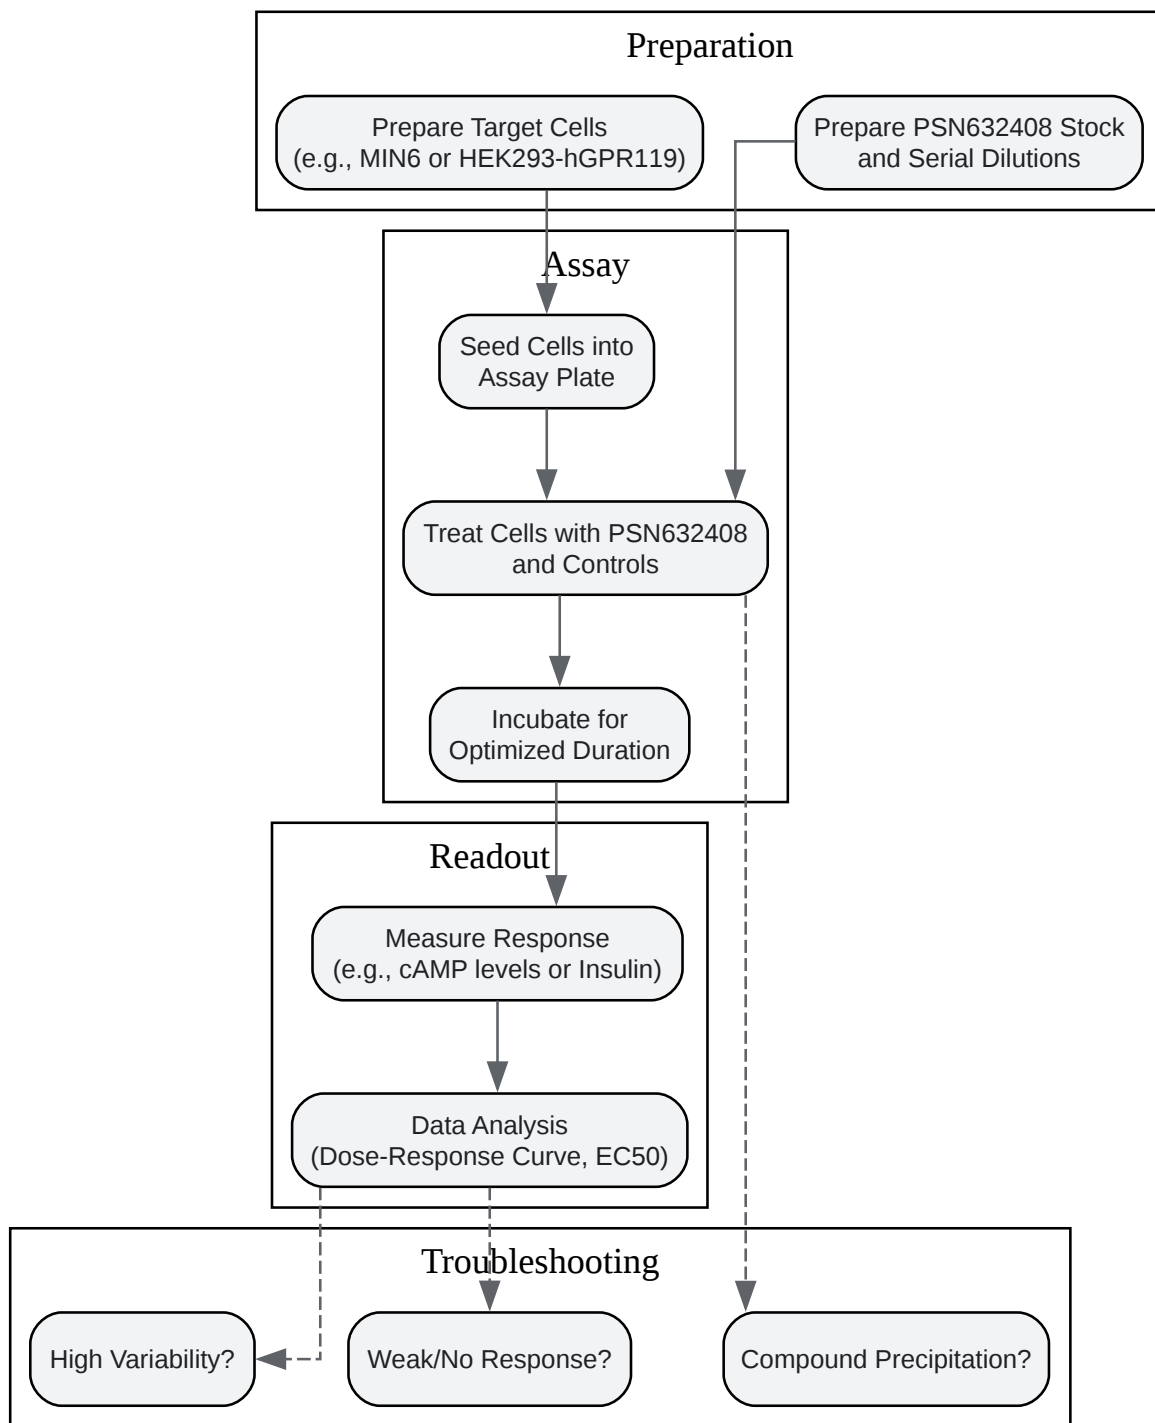 Preparation
Prepare Target Cells
(e.g., MIN6 or HEK293-hGPR119)
Prepare PSN632408 Stock
and Serial Dilutions
Assay
Seed Cells into
Assay Plate
Treat Cells with PSN632408
and Controls
Incubate for
Optimized Duration
Readout
Measure Response
(e.g., cAMP levels or Insulin)
Data Analysis
(Dose-Response Curve, EC50)
Troubleshooting
High Variability?
Weak/No Response?
Compound Precipitation?